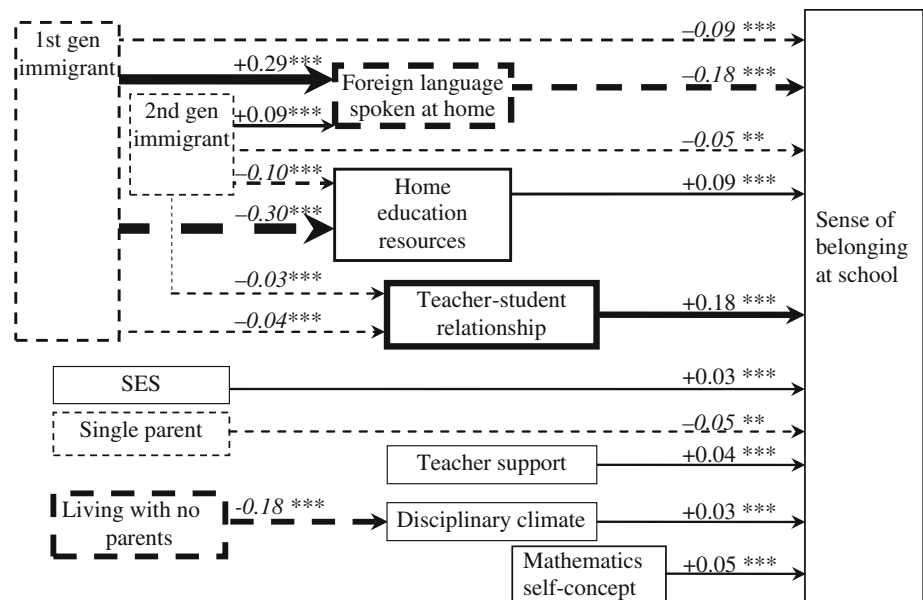 1st gen
immigrant
–0.09 ***
+0.29***
Foreign language
spoken at home
–0.18 ***
2nd gen
immigrant
+0.09***
–0.05 **
–0.10***
Home
education
resources
+0.09 ***
–0.30***
Sense of
belonging
at school
–0.03***
Teacher-student
relationship
+0.18 ***
–0.04***
SES
+0.03 ***
Single parent
–0.05 **
Teacher support
+0.04 ***
Living with no
parents
-0.18 ***
Disciplinary climate
+0.03 ***
Mathematics
self-concept
+0.05 ***